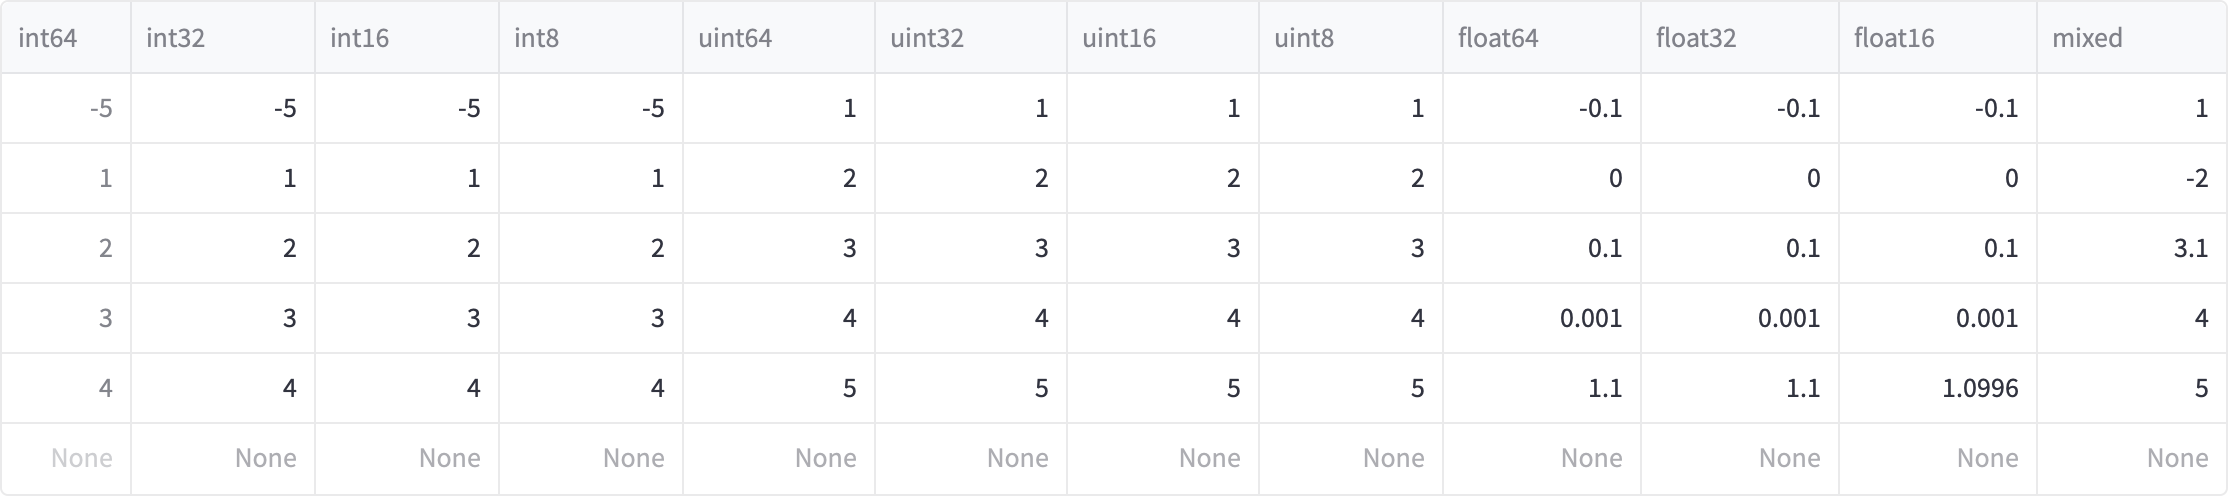 int64 int32 int16 int8 uint64 uint32 uint16 uint8 float64 float32 float16 mixed
-5 -5 -5 -5 1 1 1 1 -0.1 -0.1 -0.1 1
1 1 1 1 2 2 2 2 0 0 0 -2
2 2 2 2 3 3 3 3 0.1 0.1 0.1 3.1
3 3 3 3 4 4 4 4 0.001 0.001 0.001 4
4 4 4 4 5 5 5 5 1.1 1.1 1.0996 5
None None None None None None None None None None None None